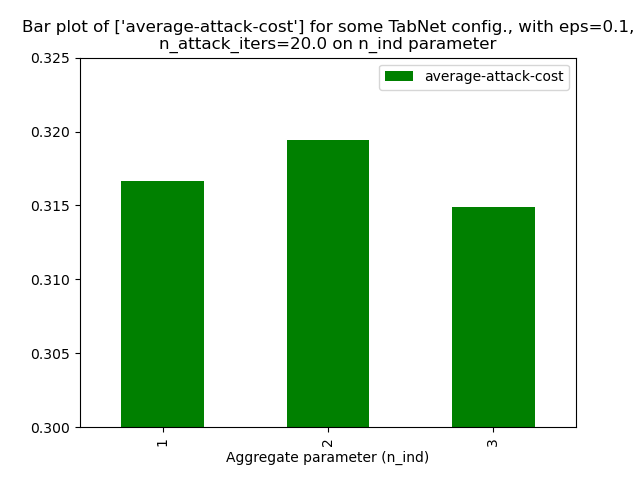 Bar plot of ['average-attack-cost'] for some TabNet config., with eps=0.1,
n_attack_iters=20.0 on n_ind parameter
average-attack-cost
0.325
0.320
0.315
0.310
0.305
0.300
1
2
3
Aggregate parameter (n_ind)